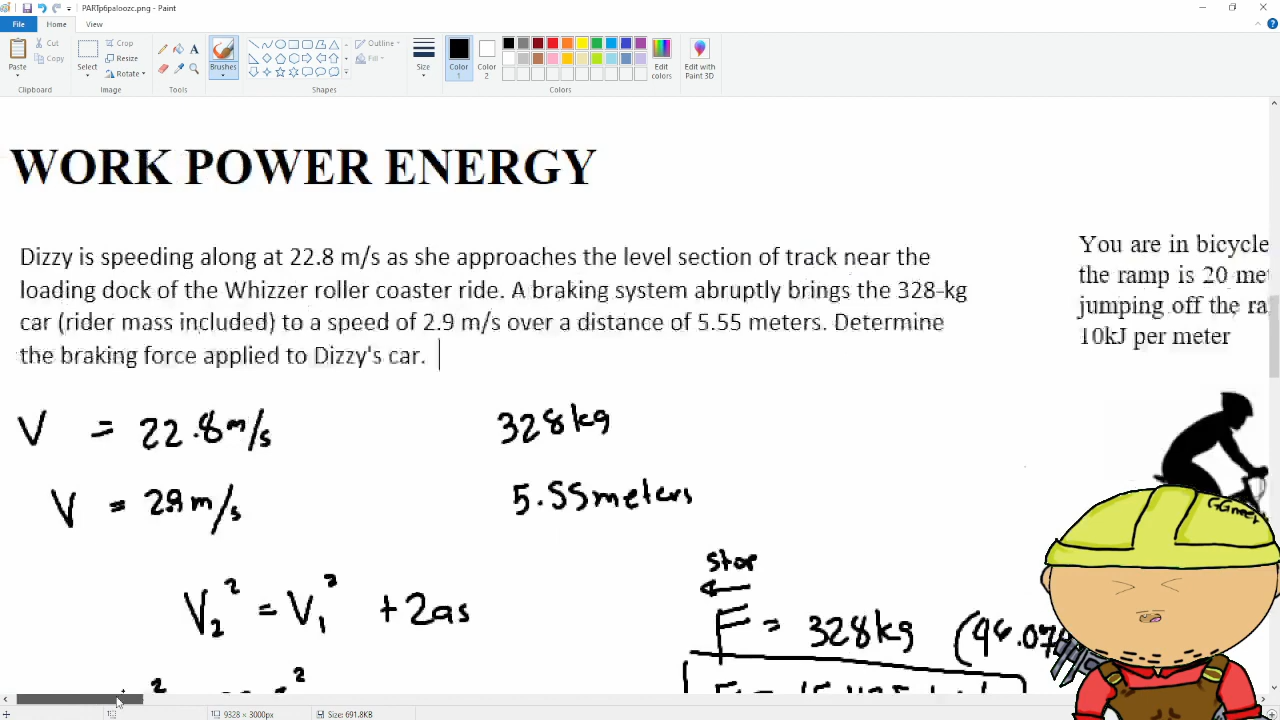 PARTp6paloozc.png - Paint
File Home View
Paste Cut Copy Clipboard
Select Crop Resize Rotate Image
Tools
Brushes
Outline Fill Shapes
Size
Color 1 Color 2 Edit colors Colors
Edit with Paint 3D
WORK POWER ENERGY
Dizzy is speeding along at 22.8 m/s as she approaches the level section of track near the
loading dock of the Whizzer roller coaster ride. A braking system abruptly brings the 328-kg
car (rider mass included) to a speed of 2.9 m/s over a distance of 5.55 meters. Determine
the braking force applied to Dizzy's car.
You are in bicycle
the ramp is 20 met
jumping off the ra
10kJ per meter
V = 22.8 m/s
328kg
V = 2.9 m/s
5.55 meters
V₂² = V₁² + 2as
stop
F = 328kg
9328 × 3000px
Size: 691.8KB